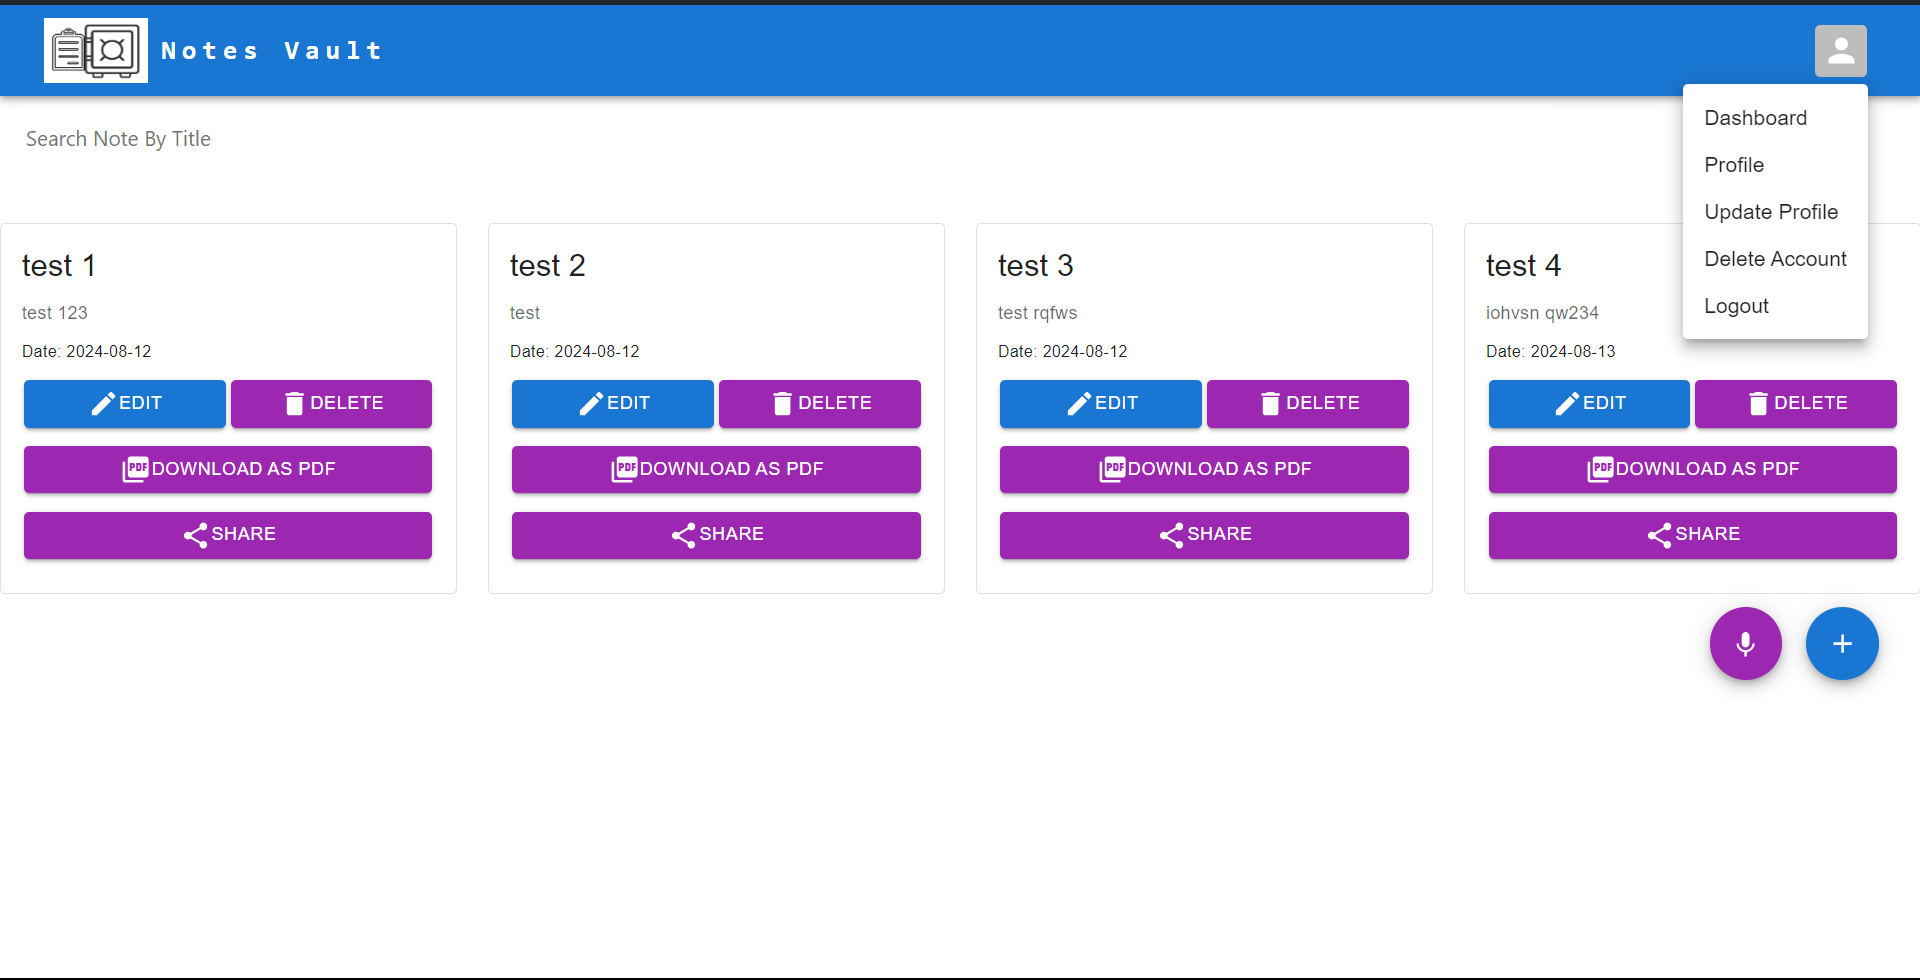 Notes Vault
Search Note By Title
Dashboard
Profile
Update Profile
Delete Account
Logout
test 1
test 123
Date: 2024-08-12
EDIT
DELETE
PDF DOWNLOAD AS PDF
SHARE
test 2
test
Date: 2024-08-12
EDIT
DELETE
PDF DOWNLOAD AS PDF
SHARE
test 3
test rqfws
Date: 2024-08-12
EDIT
DELETE
PDF DOWNLOAD AS PDF
SHARE
test 4
iohvsn qw234
Date: 2024-08-13
EDIT
DELETE
PDF DOWNLOAD AS PDF
SHARE